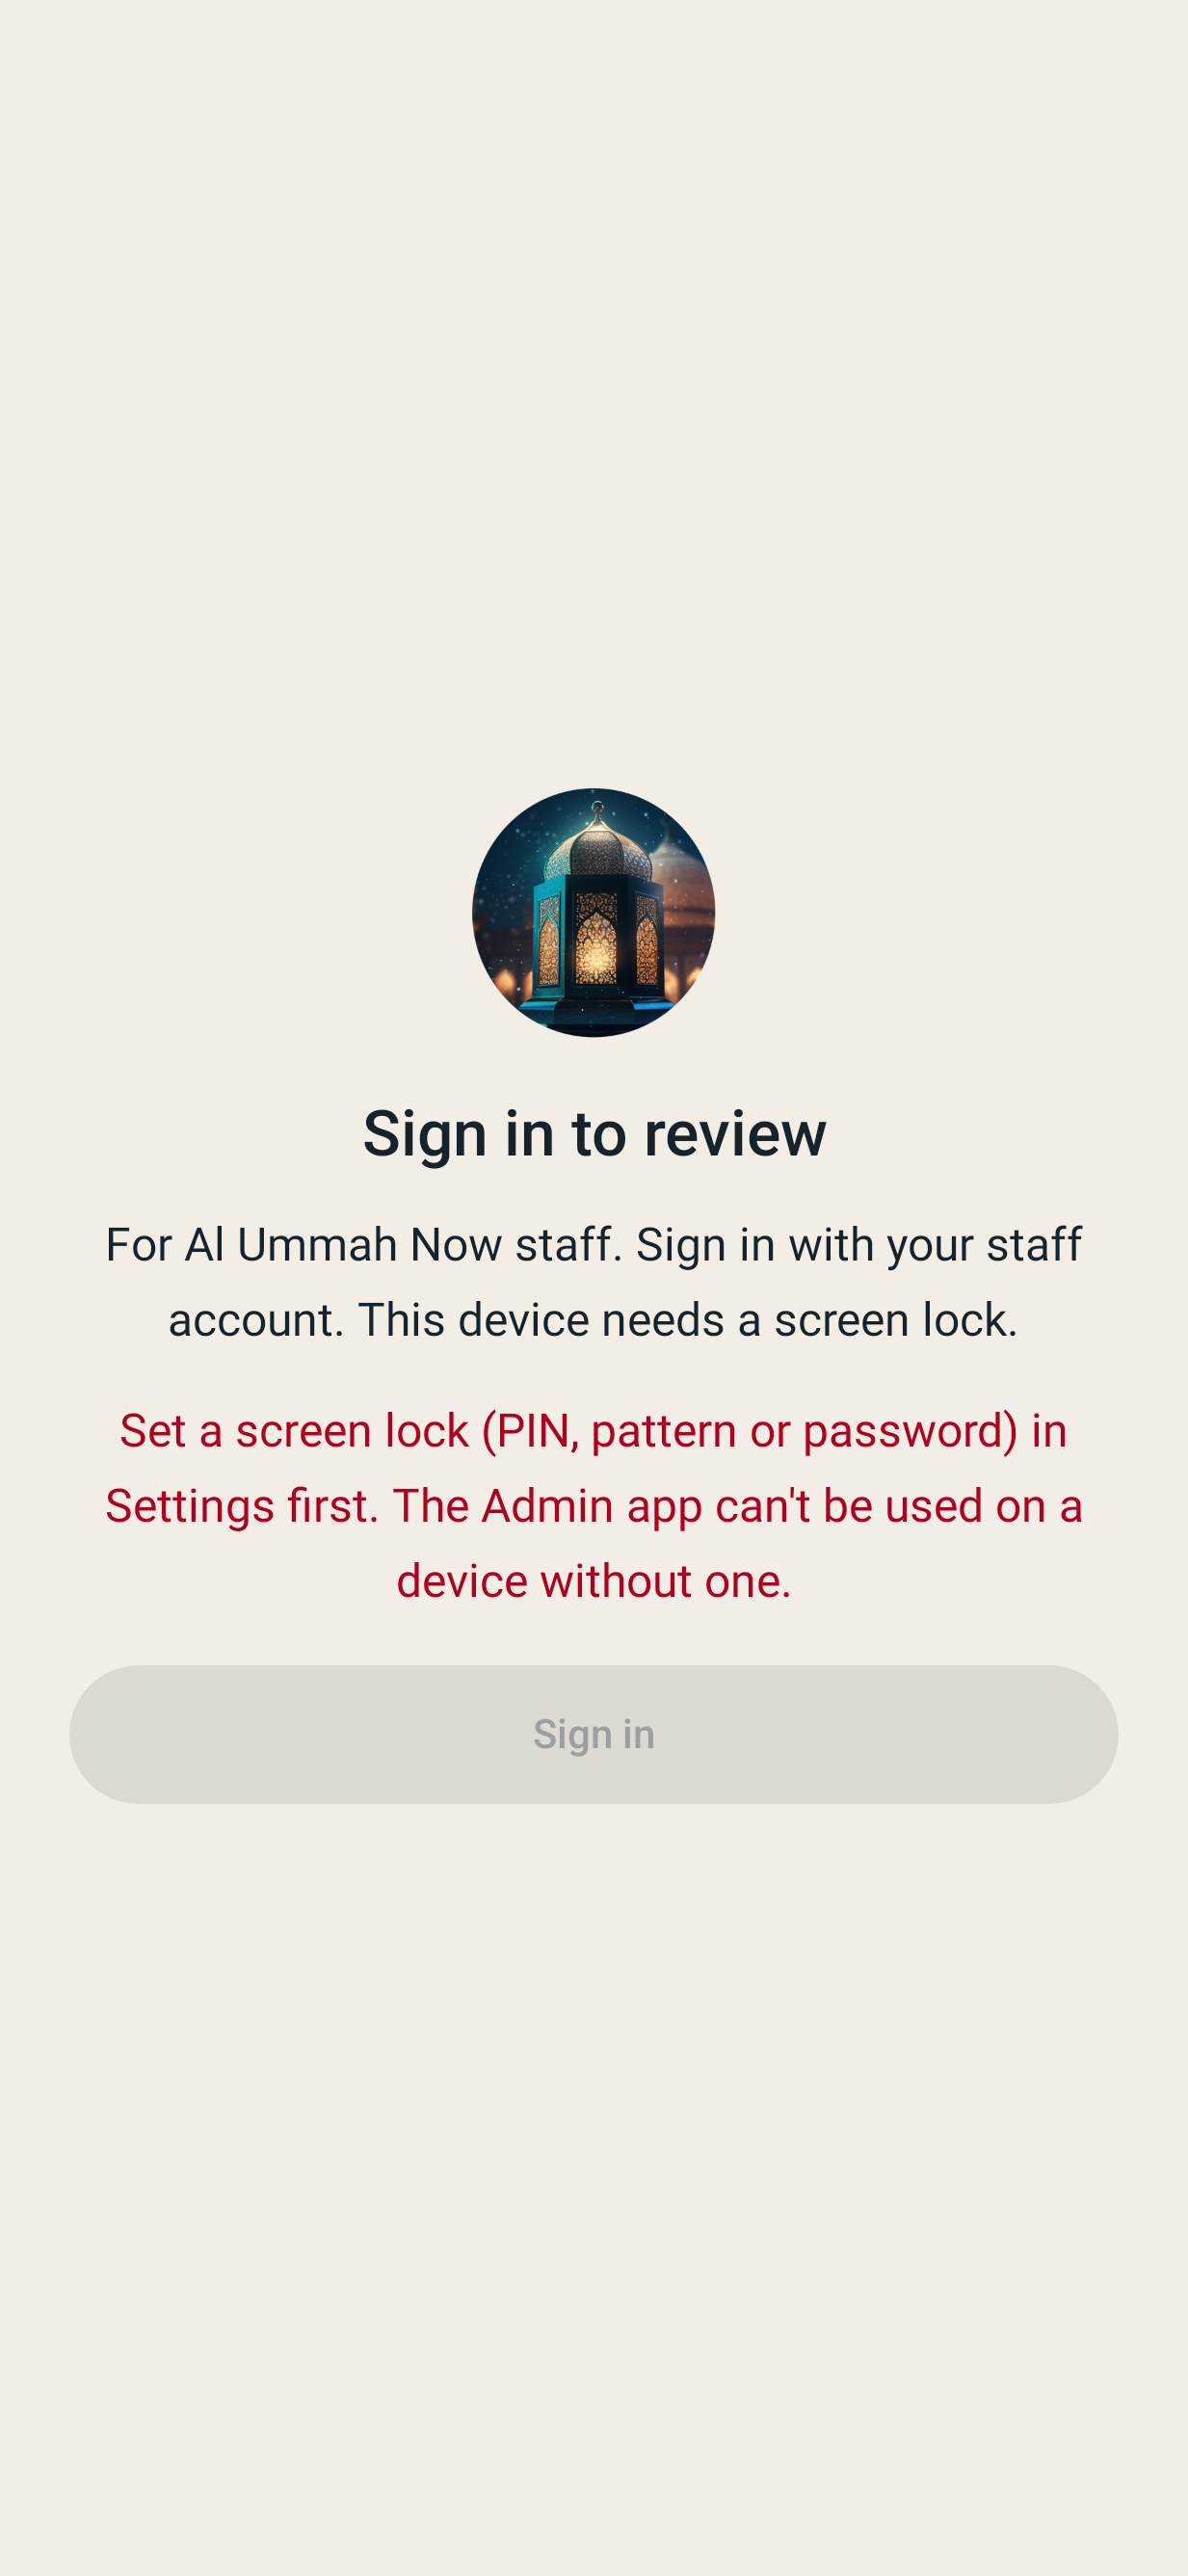 Sign in to review
For Al Ummah Now staff. Sign in with your staff
account. This device needs a screen lock.
Set a screen lock (PIN, pattern or password) in
Settings first. The Admin app can't be used on a
device without one.
Sign in